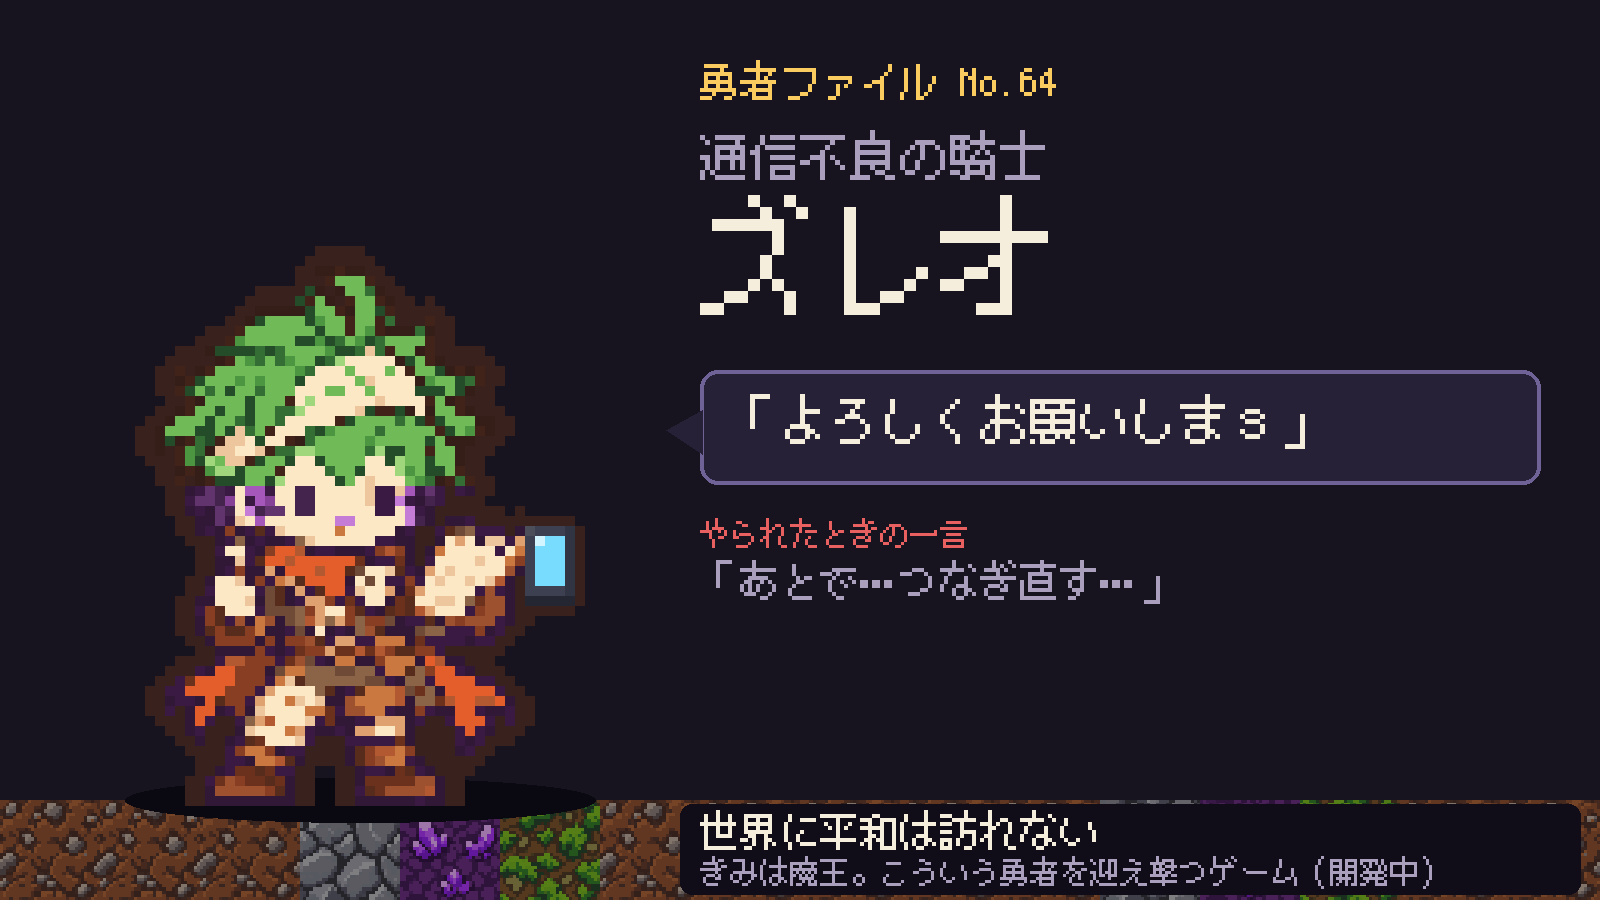 勇者ファイル No.64
通信不良の騎士
ズレオ
「よろしくお願いしまｓ」
やられたときの一言
「あとで…つなぎ直す…」
世界に平和は訪れない
きみは魔王。こういう勇者を迎え撃つゲーム（開発中）